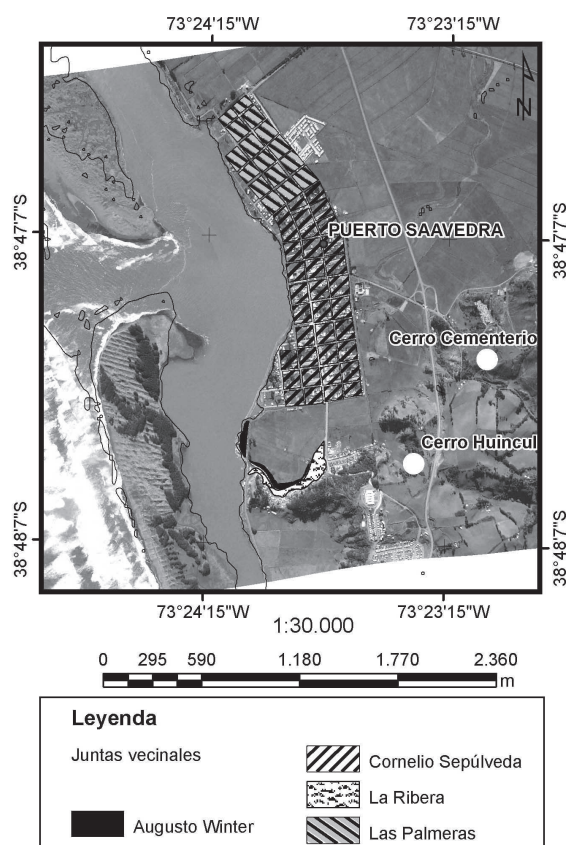 73°24'15"W 73°23'15"W
N
38°47'7"S 38°47'7"S
PUERTO SAAVEDRA
Cerro Cementerio
Cerro Huincul
38°48'7"S 38°48'7"S
73°24'15"W 73°23'15"W
1:30.000
0 295 590 1.180 1.770 2.360
m
Leyenda
Juntas vecinales
Cornelio Sepúlveda
La Ribera
Augusto Winter
Las Palmeras